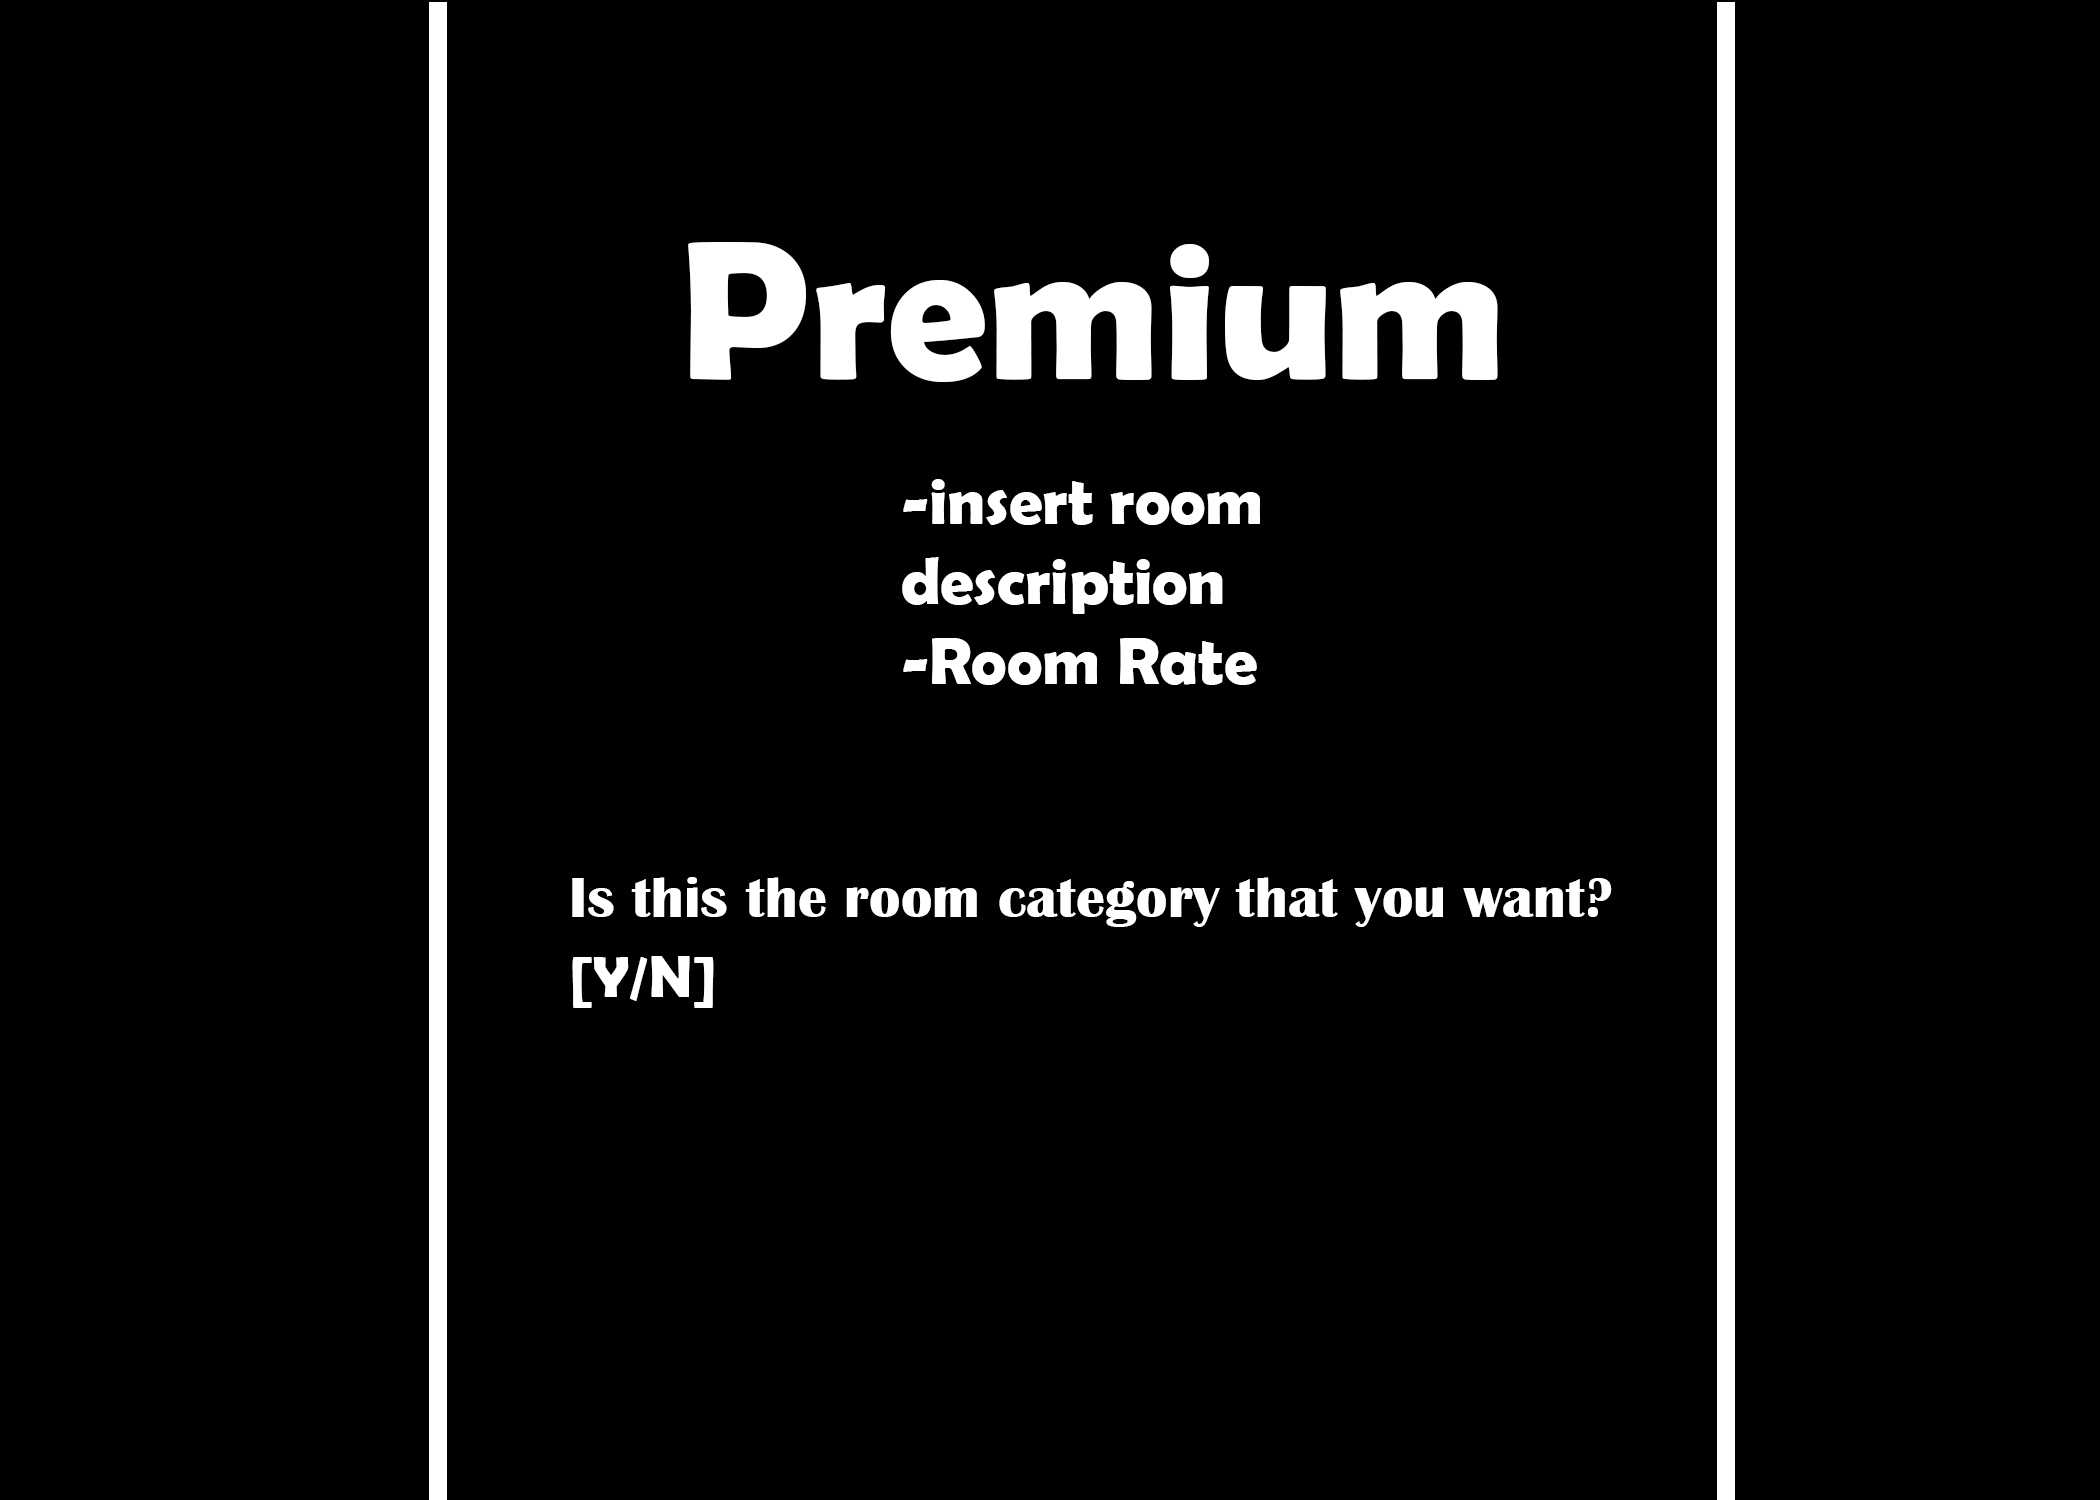 Premium
-insert room
description
-Room Rate
Is this the room category that you want?
[Y/N]